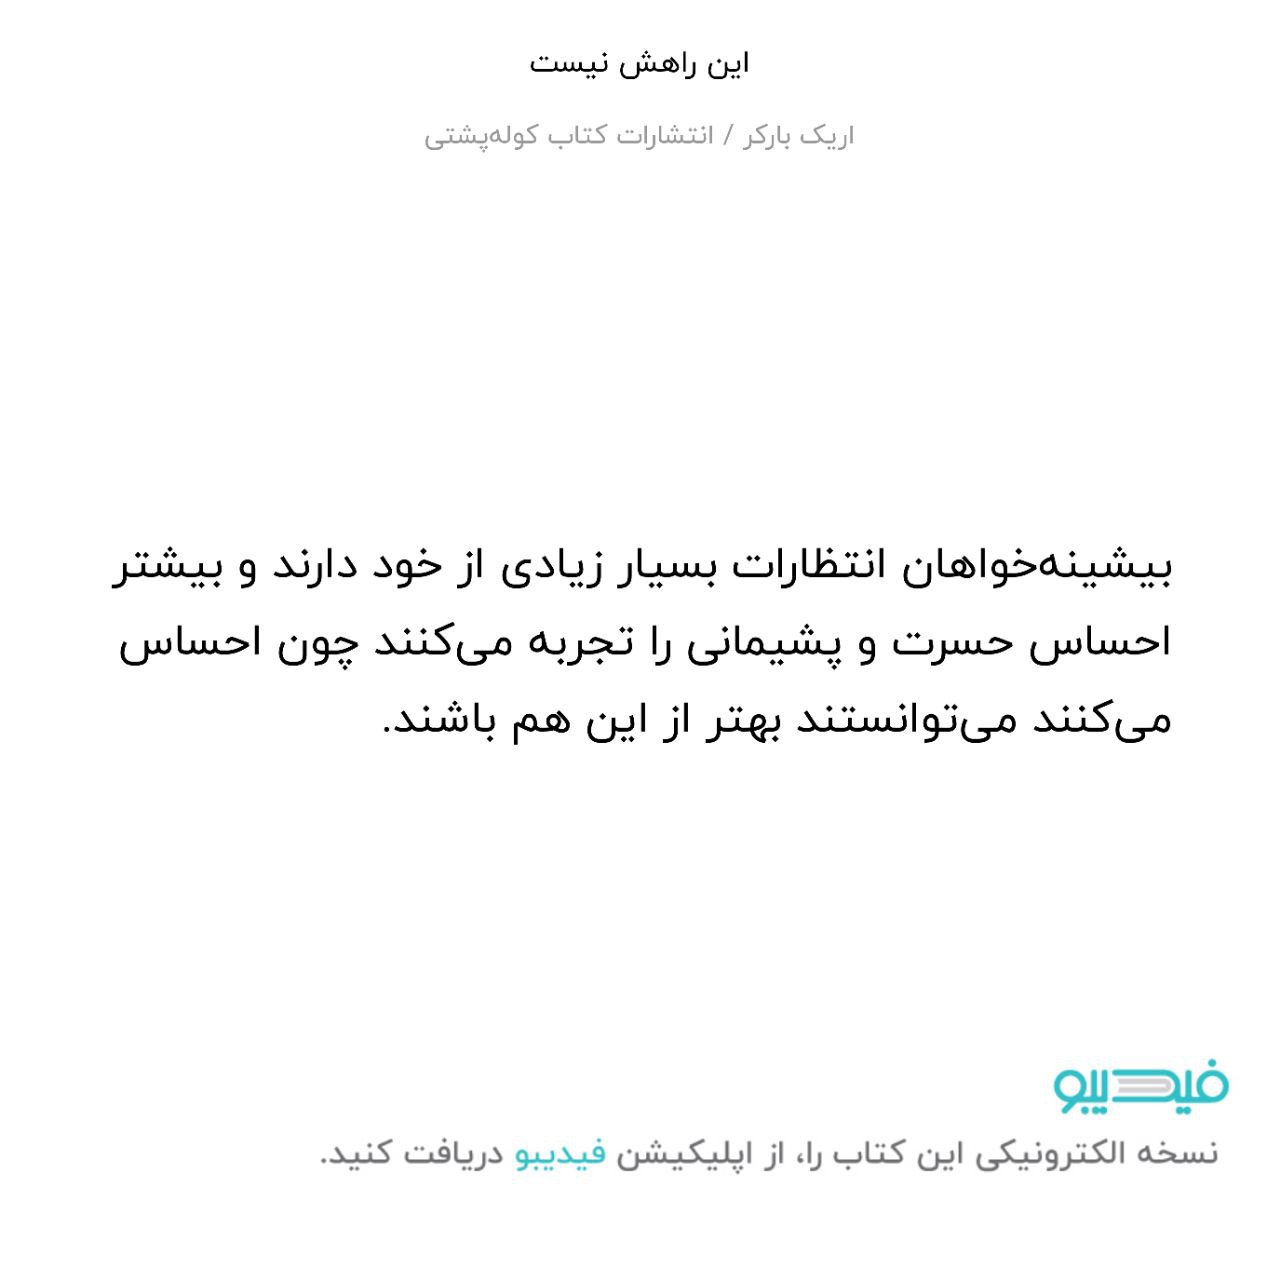 این راهش نیست
اریک بارکر / انتشارات کتاب کوله‌پشتی
بیشینه‌خواهان انتظارات بسیار زیادی از خود دارند و بیشتر
احساس حسرت و پشیمانی را تجربه می‌کنند چون احساس
می‌کنند می‌توانستند بهتر از این هم باشند.
فیدیبو
نسخه الکترونیکی این کتاب را، از اپلیکیشن فیدیبو دریافت کنید.